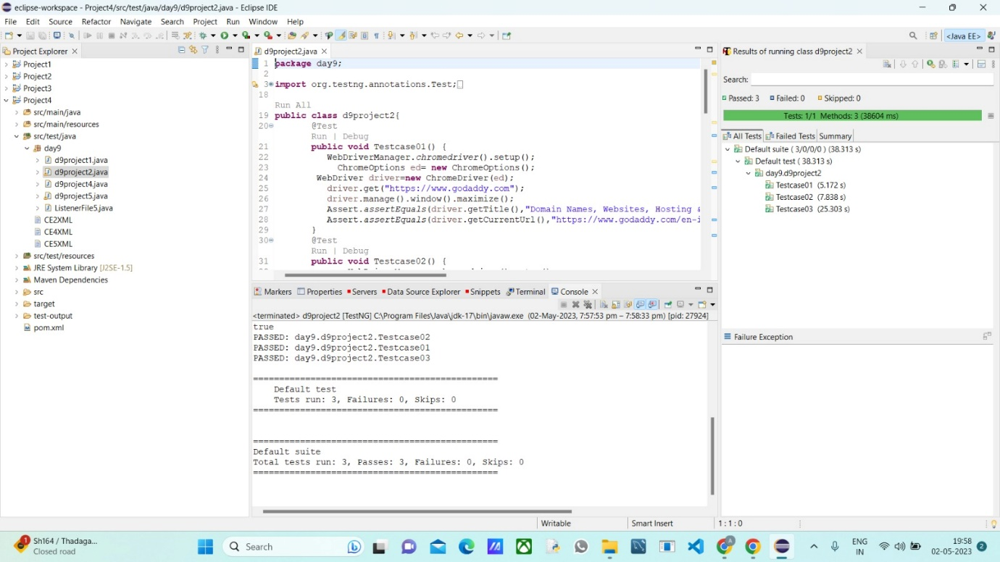 eclipse-workspace - Project4/src/test/java/day9/d9project2.java - Eclipse IDE
File Edit Source Refactor Navigate Search Project Run Window Help
<Java EE>
Project Explorer
Project1
Project2
Project3
Project4
src/main/java
src/main/resources
src/test/java
day9
d9project1.java
d9project2.java
d9project4.java
d9project5.java
ListenerFile5.java
CE2XML
CE4XML
CE5XML
src/test/resources
JRE System Library [J2SE-1.5]
Maven Dependencies
src
target
test-output
pom.xml
d9project2.java
1 package day9;
2
3 import org.testng.annotations.Test;
18
Run All
19 public class d9project2{
20 @Test
Run | Debug
21 public void Testcase01() {
22 WebDriverManager.chromedriver().setup();
23 ChromeOptions ed= new ChromeOptions();
24 WebDriver driver=new ChromeDriver(ed);
25 driver.get("https://www.godaddy.com");
26 driver.manage().window().maximize();
27 Assert.assertEquals(driver.getTitle(),"Domain Names, Websites, Hosting &
28 Assert.assertEquals(driver.getCurrentUrl(),"https://www.godaddy.com/en-i
29 }
30 @Test
Run | Debug
31 public void Testcase02() {
Markers Properties Servers Data Source Explorer Snippets Terminal Console
<terminated> d9project2 [TestNG] C:\Program Files\Java\jdk-17\bin\javaw.exe (02-May-2023, 7:57:53 pm – 7:58:33 pm) [pid: 27924]
true
PASSED: day9.d9project2.Testcase02
PASSED: day9.d9project2.Testcase01
PASSED: day9.d9project2.Testcase03
===============================================
Default test
Tests run: 3, Failures: 0, Skips: 0
===============================================
===============================================
Default suite
Total tests run: 3, Passes: 3, Failures: 0, Skips: 0
===============================================
Results of running class d9project2
Search:
Passed: 3 Failed: 0 Skipped: 0
Tests: 1/1 Methods: 3 (38604 ms)
All Tests Failed Tests Summary
Default suite ( 3/0/0/0 ) (38.313 s)
Default test ( 38.313 s)
day9.d9project2
Testcase01 (5.172 s)
Testcase02 (7.838 s)
Testcase03 (25.303 s)
Failure Exception
Writable Smart Insert 1 : 1 : 0
1
Sh164 / Thadaga...
Closed road
Search
A
ENG
IN
19:58
02-05-2023
2